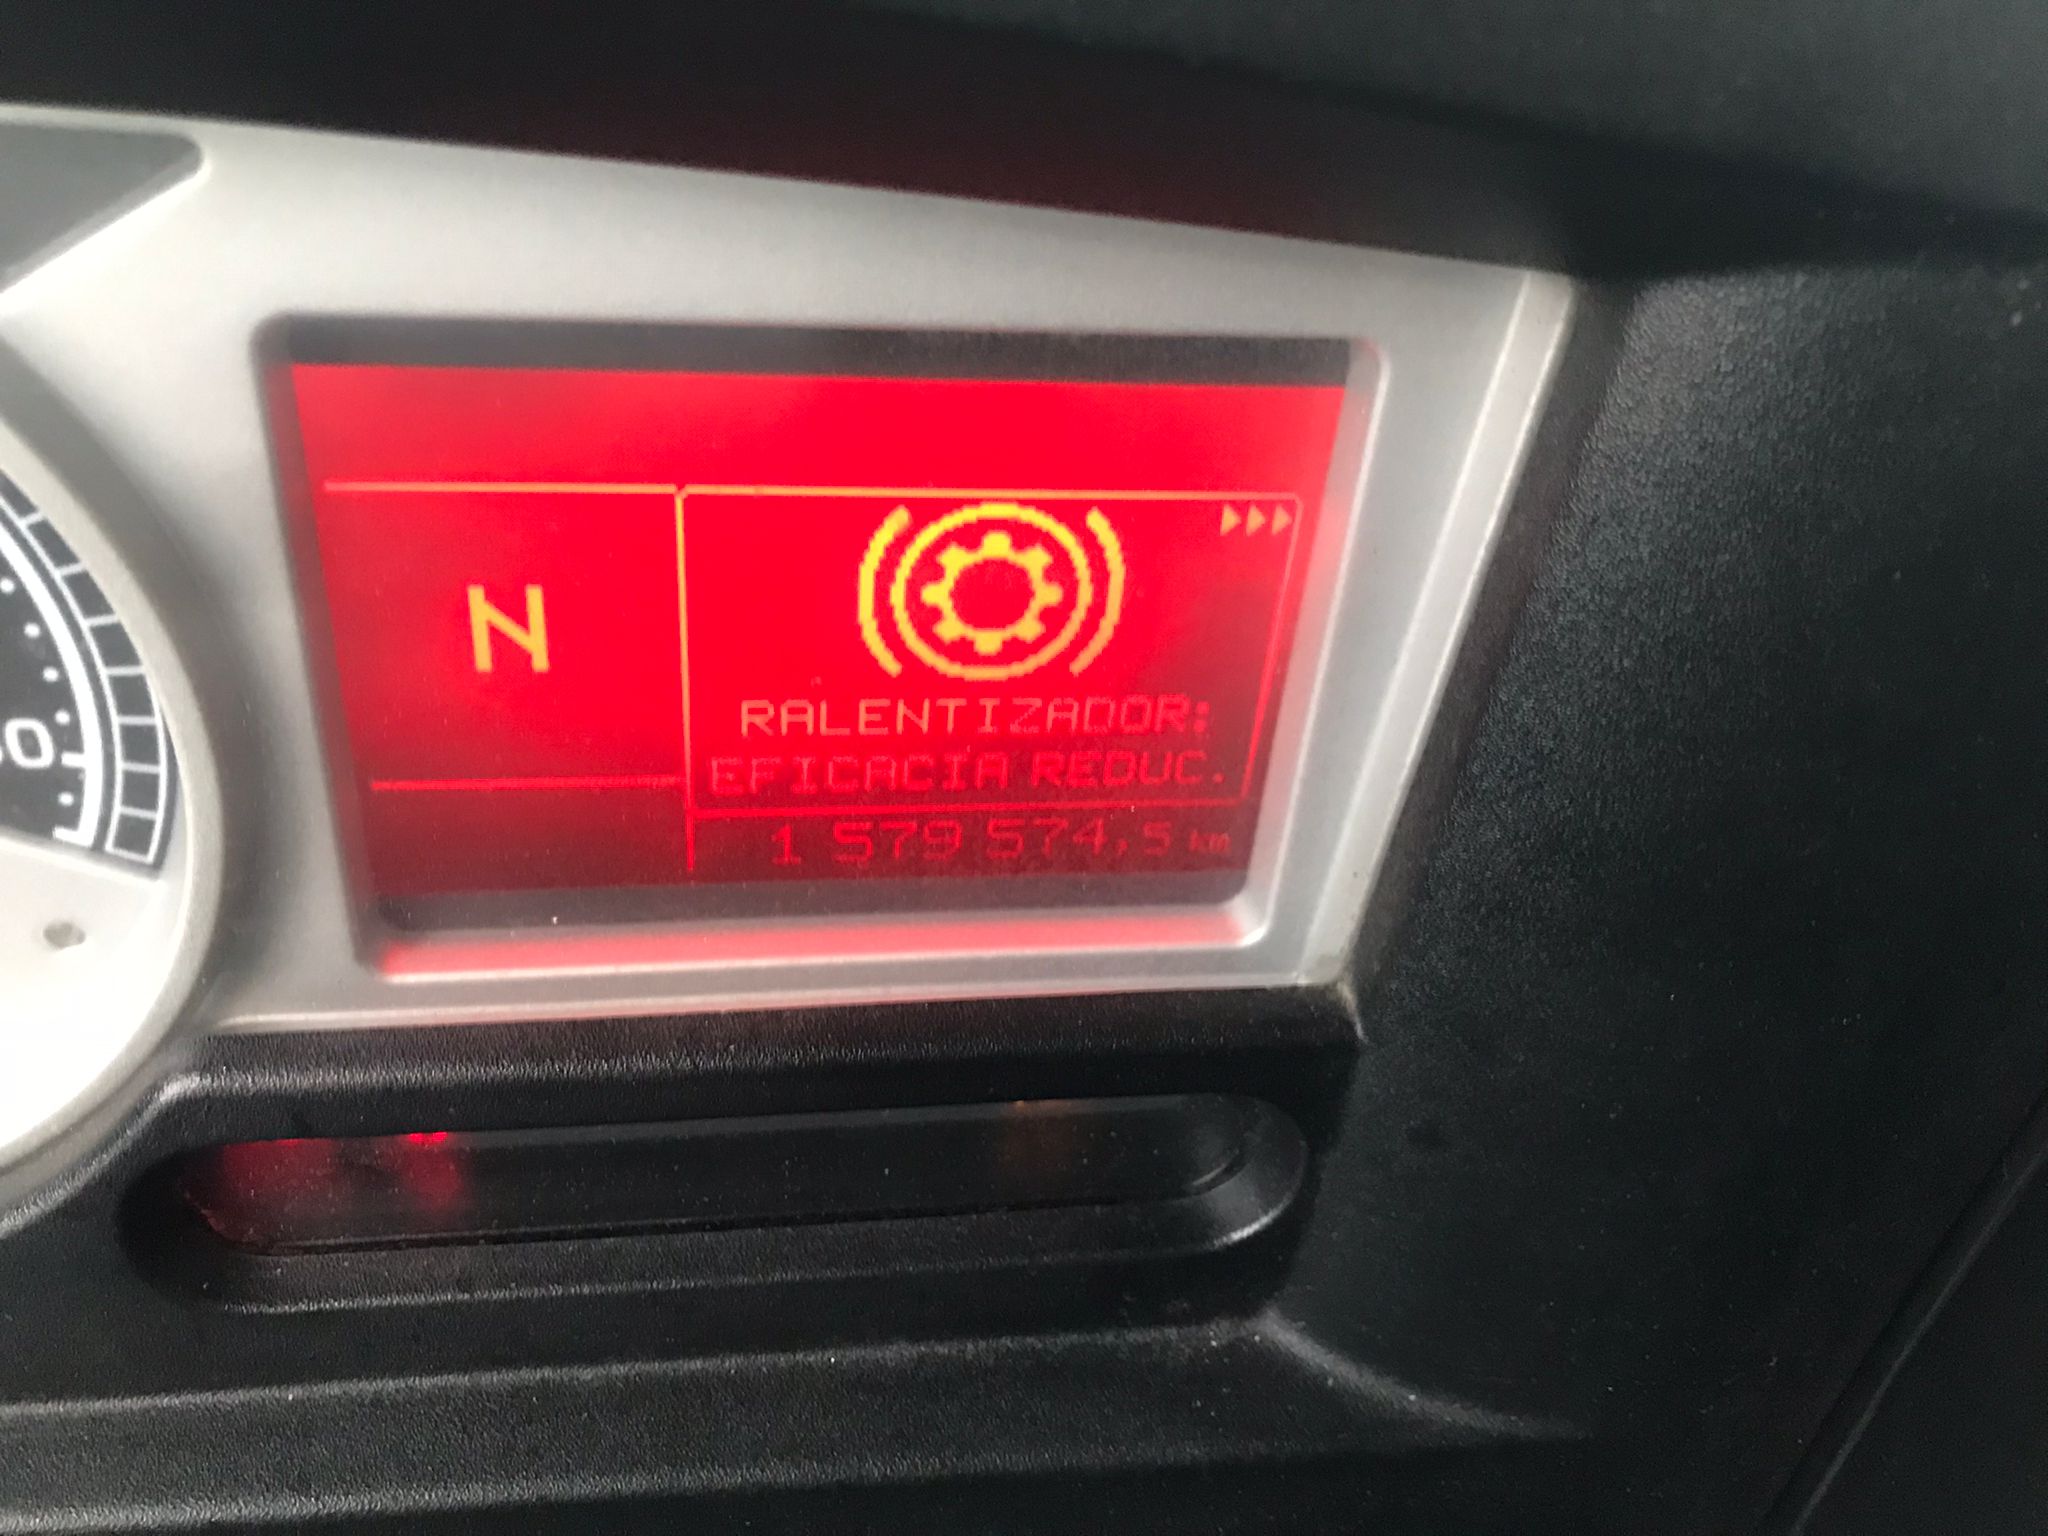 N
RALENTIZADOR:
EFICACIA REDUC.
1 579 574,5 km